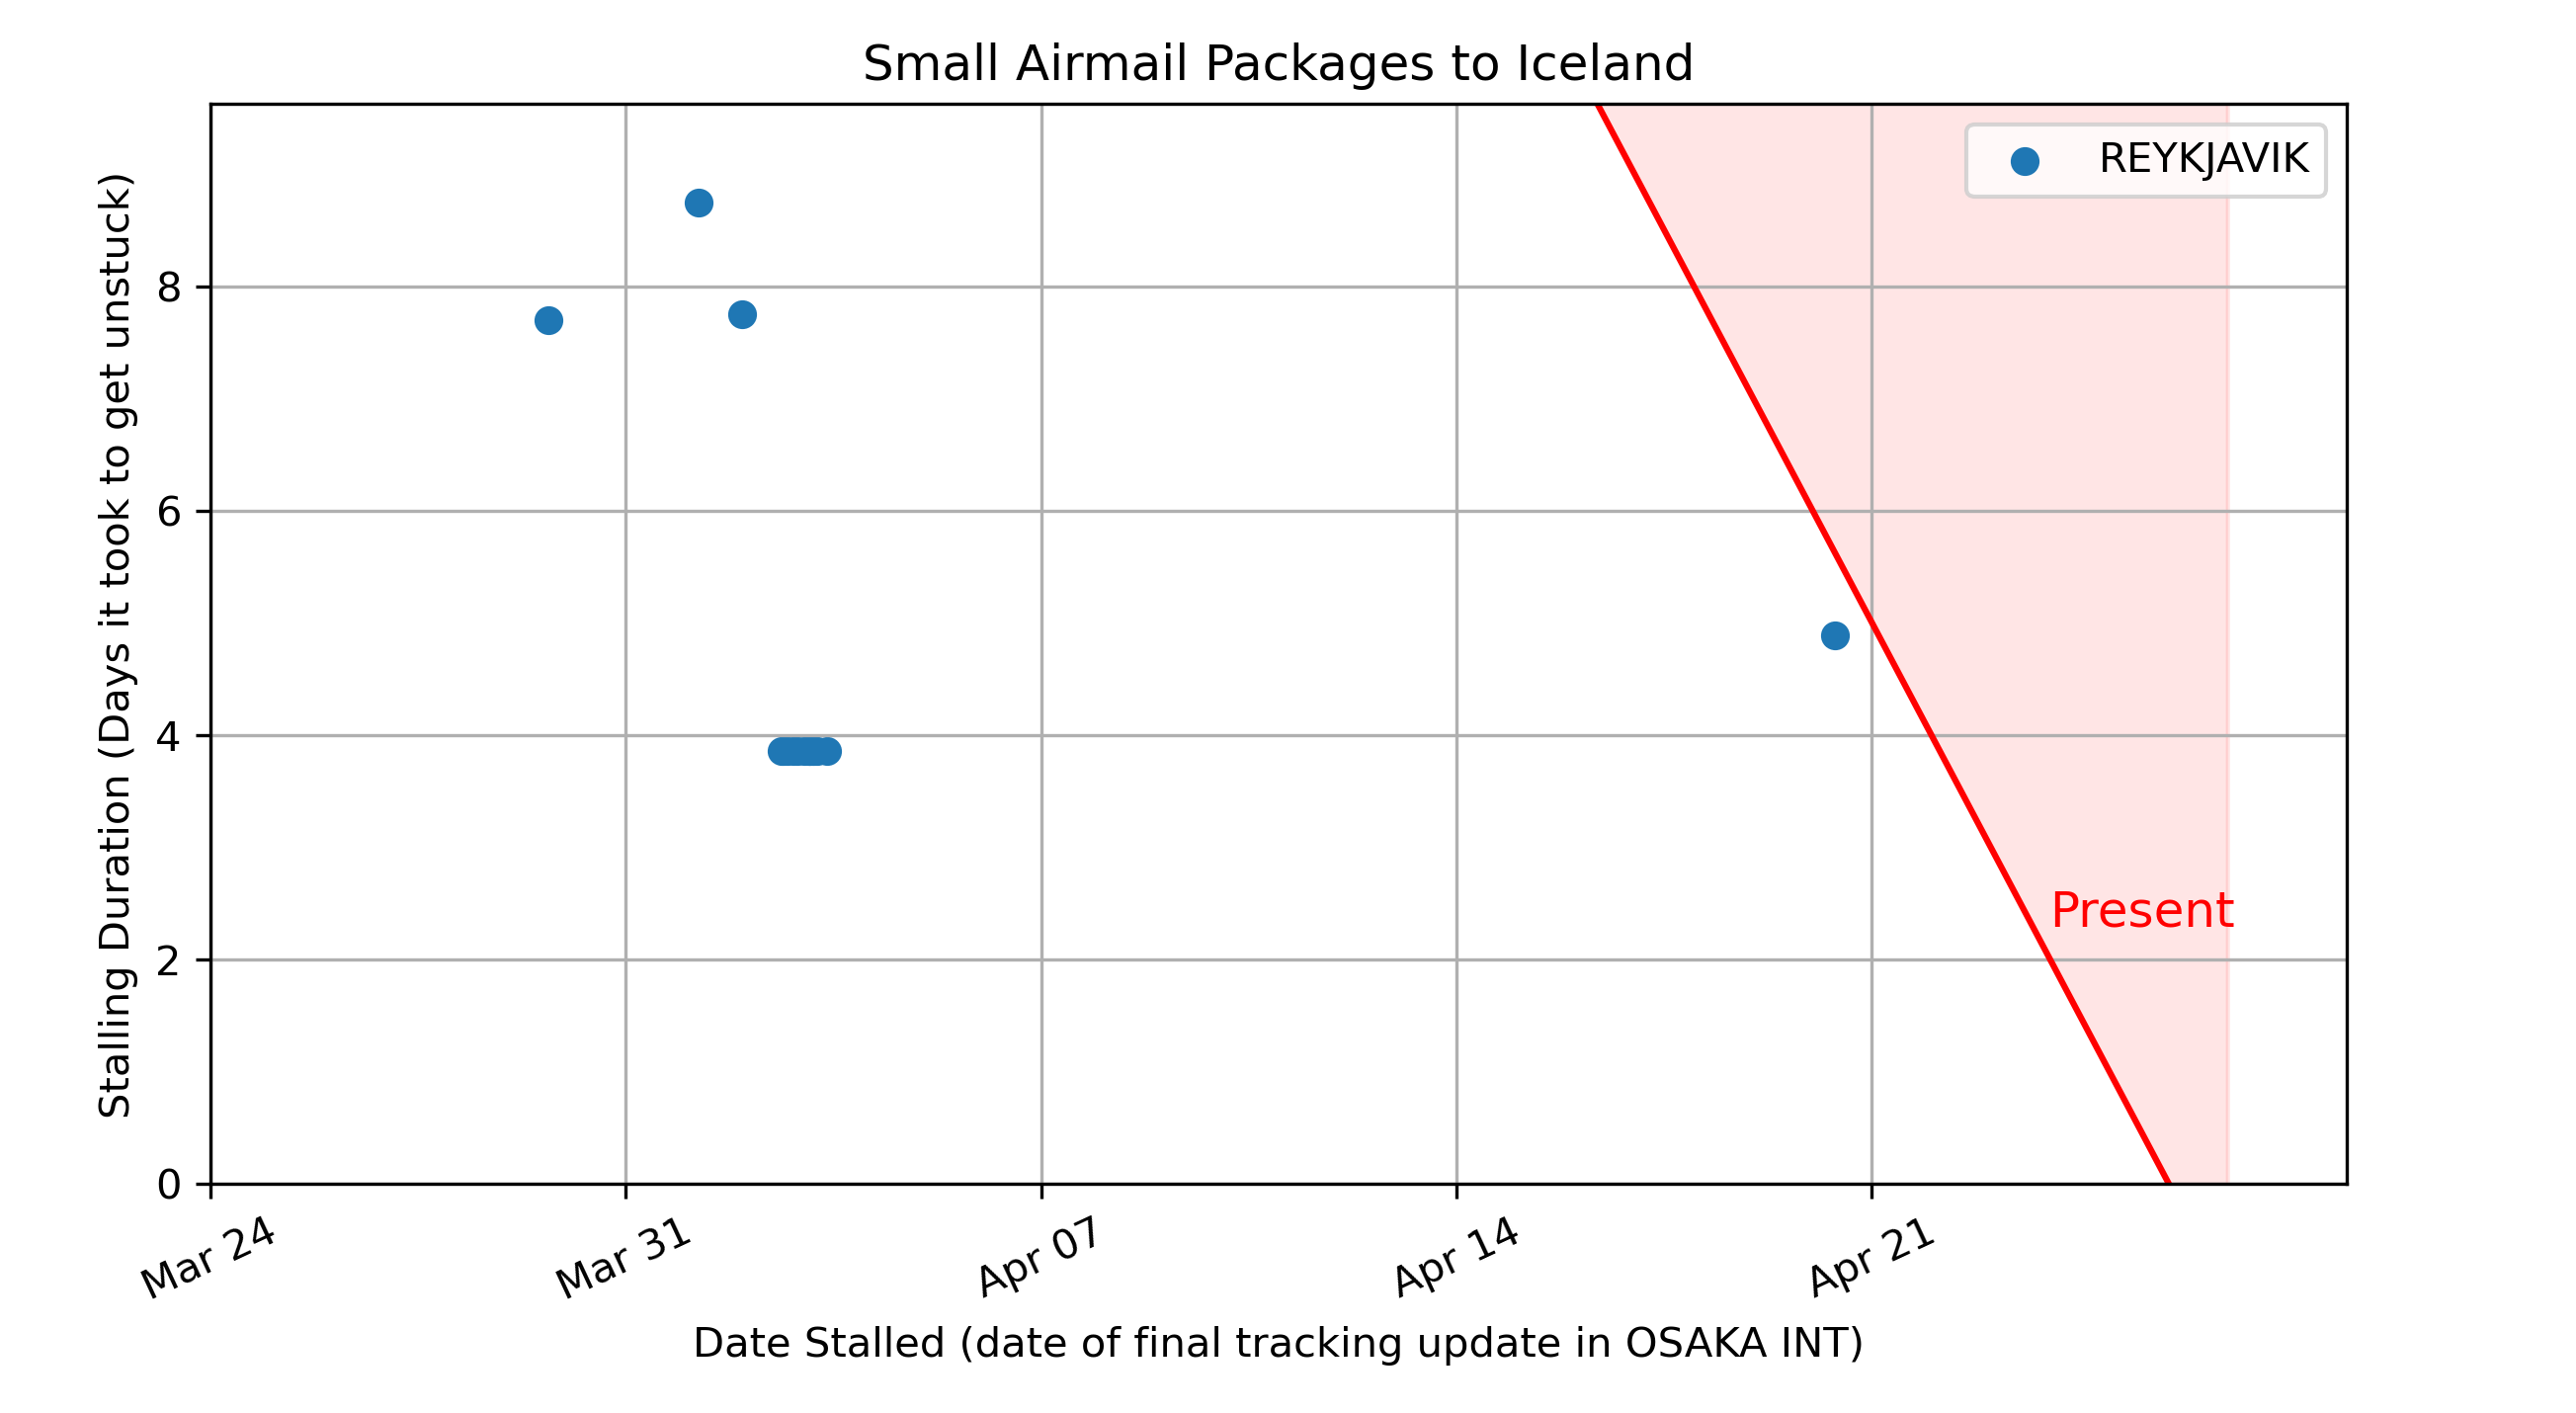 Small Airmail Packages to Iceland
REYKJAVIK
Stalling Duration (Days it took to get unstuck)
8
6
4
2
0
Present
Mar 24
Mar 31
Apr 07
Apr 14
Apr 21
Date Stalled (date of final tracking update in OSAKA INT)